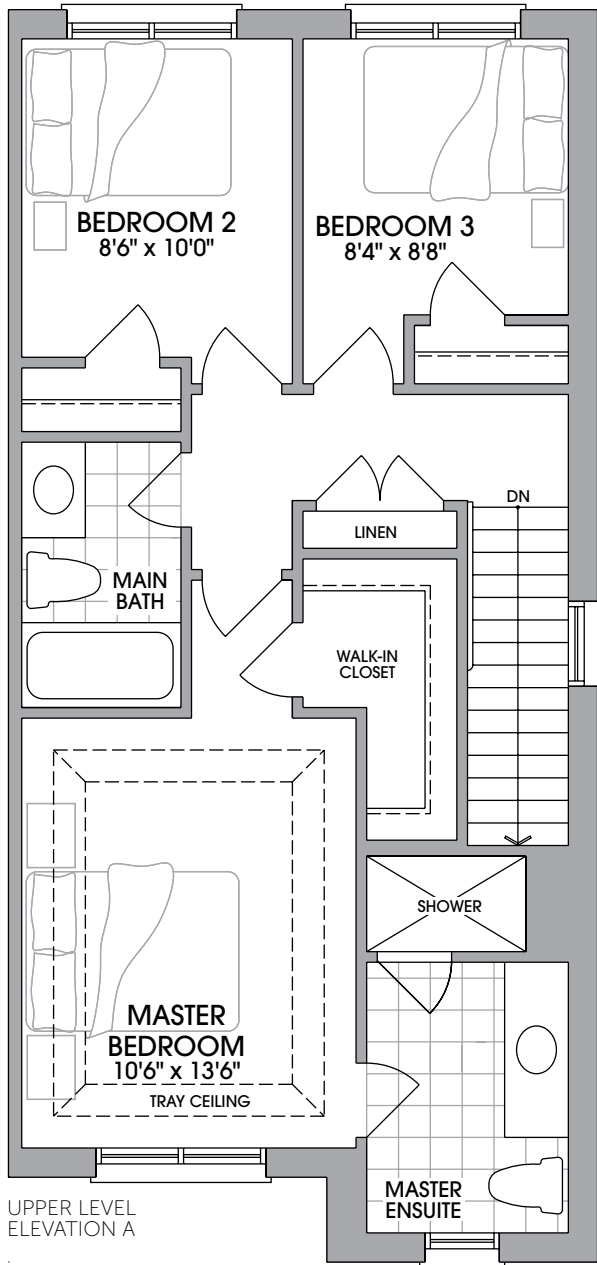 BEDROOM 2
8'6" x 10'0"
BEDROOM 3
8'4" x 8'8"
DN
LINEN
MAIN
BATH
WALK-IN
CLOSET
SHOWER
MASTER
BEDROOM
10'6" x 13'6"
TRAY CEILING
MASTER
ENSUITE
UPPER LEVEL
ELEVATION A